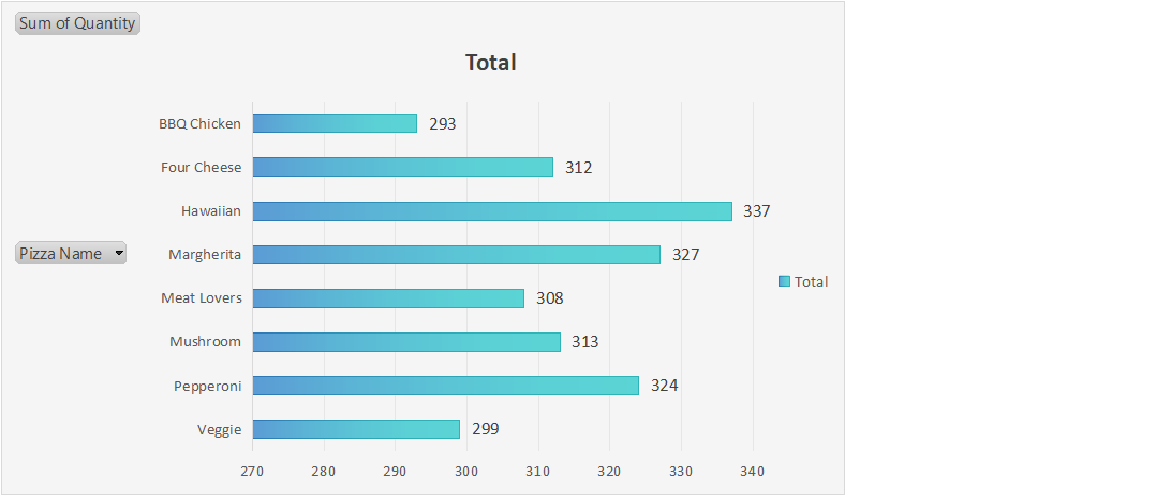 Sum of Quantity
Total
BBQ Chicken 293
Four Cheese 312
Hawaiian 337
Pizza Name
Margherita 327
Total
Meat Lovers 308
Mushroom 313
Pepperoni 324
Veggie 299
270 280 290 300 310 320 330 340